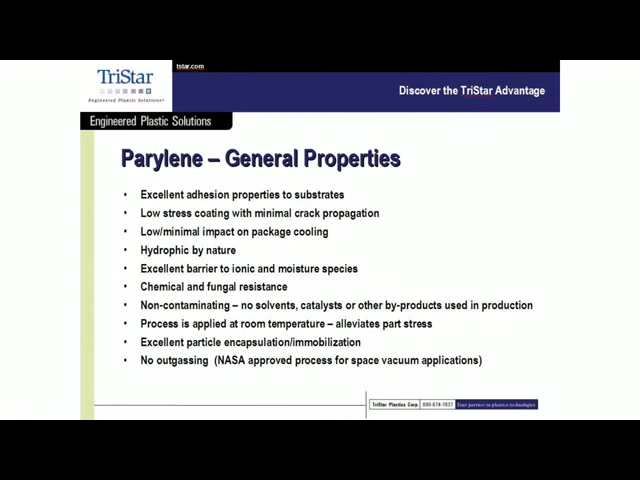 tstar.com
TriStar
Engineered Plastic Solutions
Discover the TriStar Advantage
Engineered Plastic Solutions
Parylene – General Properties
• Excellent adhesion properties to substrates
• Low stress coating with minimal crack propagation
• Low/minimal impact on package cooling
• Hydrophic by nature
• Excellent barrier to ionic and moisture species
• Chemical and fungal resistance
• Non-contaminating – no solvents, catalysts or other by-products used in production
• Process is applied at room temperature – alleviates part stress
• Excellent particle encapsulation/immobilization
• No outgassing (NASA approved process for space vacuum applications)
TriStar Plastics Corp. 800-874-7827 Your partner in plastics technologies